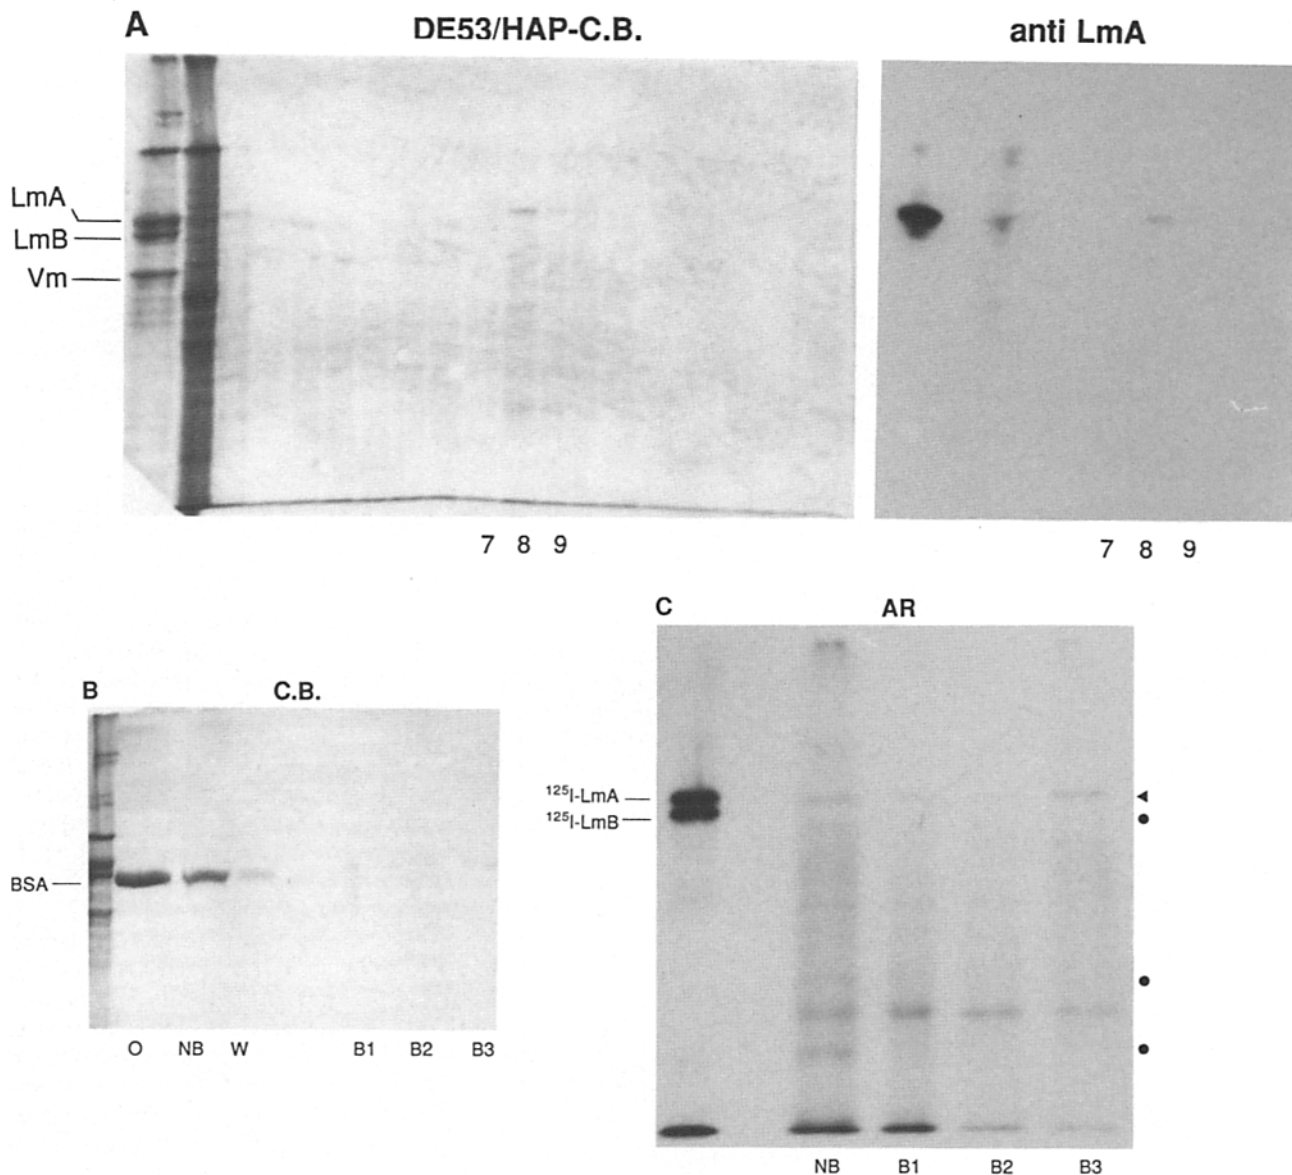 A
DE53/HAP-C.B.
anti LmA
LmA
LmB
Vm
7 8 9
7 8 9
B
C.B.
BSA
O NB W B1 B2 B3
C
AR
¹²⁵I-LmA
¹²⁵I-LmB
NB B1 B2 B3